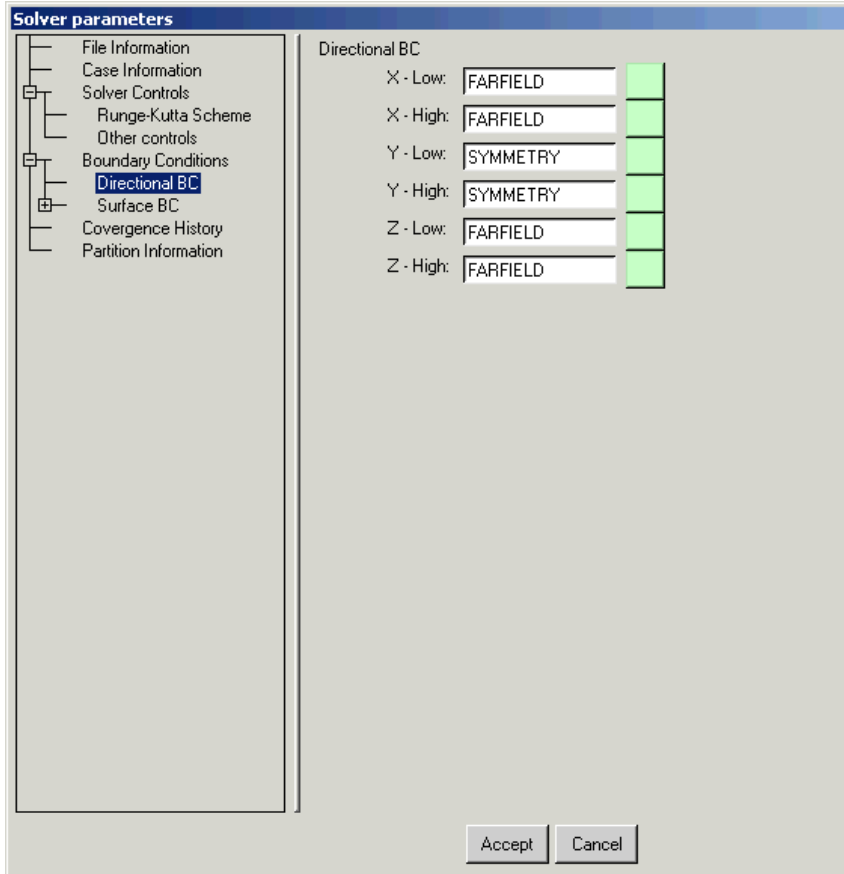 Solver parameters
File Information
Case Information
Solver Controls
Runge-Kutta Scheme
Other controls
Boundary Conditions
Directional BC
Surface BC
Covergence History
Partition Information
Directional BC
X - Low: FARFIELD
X - High: FARFIELD
Y - Low: SYMMETRY
Y - High: SYMMETRY
Z - Low: FARFIELD
Z - High: FARFIELD
Accept Cancel